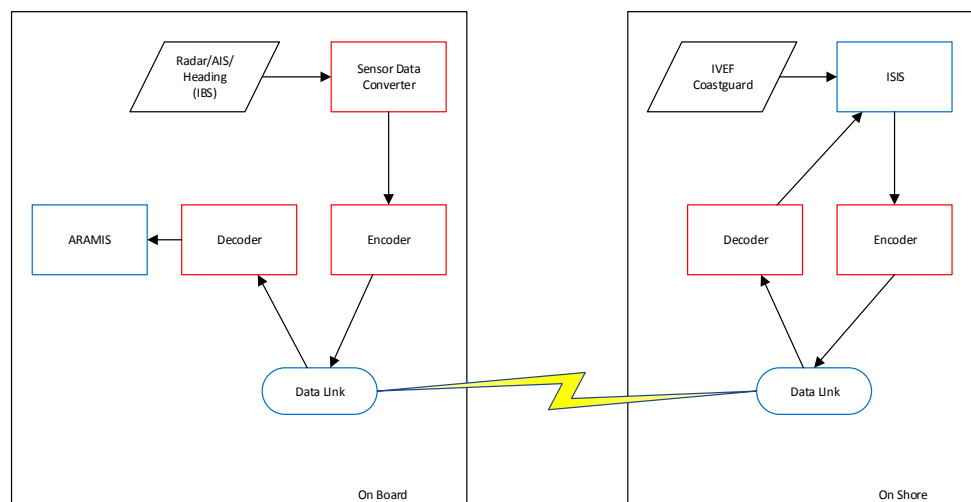 Radar/AIS/
Heading
(IBS)
Sensor Data
Converter
IVEF
Coastguard
ISIS
ARAMIS
Decoder
Encoder
Decoder
Encoder
Data LInk
Data LInk
On Board
On Shore